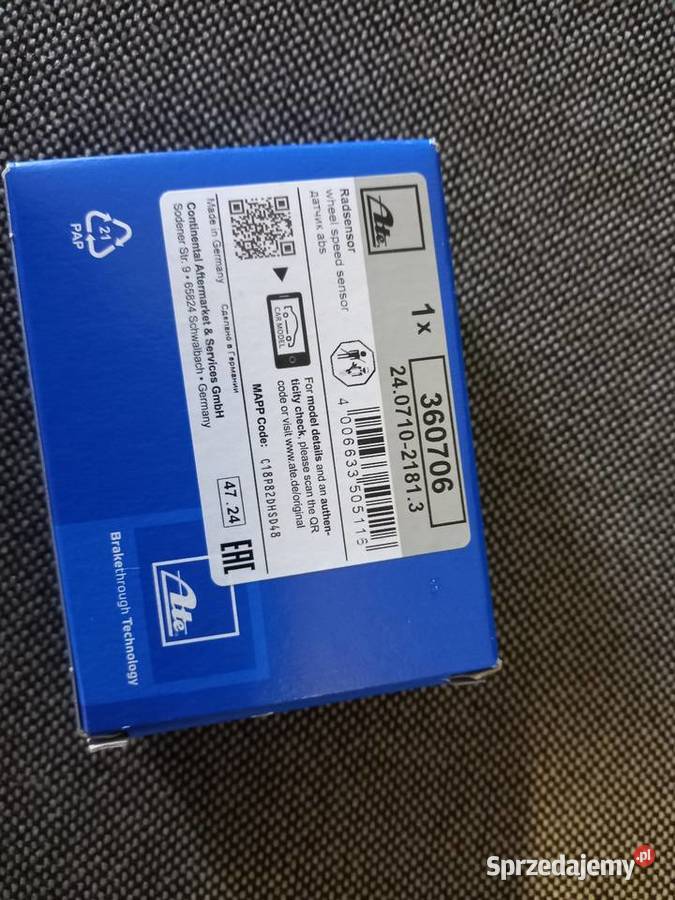 Ate
1x
360706
24.0710-2181.3
Radsensor
wheel speed sensor
датчик abs
4 006633 505116
CAR MODEL
For model details and an authen-
ticity check, please scan the QR
code or visit www.ate.de/original
MAPP Code: C18P82DHSD48
Made in Germany
Сделано в Германии
Continental Aftermarket & Services GmbH
Sodener Str. 9 • 65824 Schwalbach • Germany
47.24
EAC
21
PAP
Ate
Brakethrough Technology
Sprzedajemy.pl